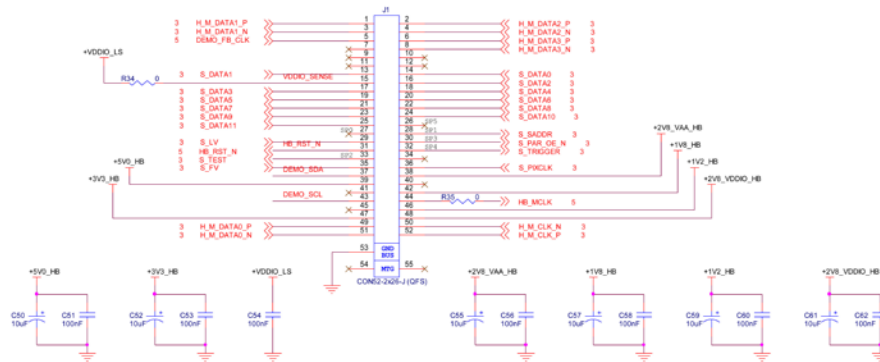 J1
3 H_M_DATA1_P 1 2 H_M_DATA2_P 3
3 H_M_DATA1_N 3 4 H_M_DATA2_N 3
5 DEMO_FB_CLK 5 6 H_M_DATA3_P 3
7 8 H_M_DATA3_N 3
+VDDIO_LS 9 10
11 12
3 S_DATA1 13 14 S_DATA0 3
R34 0 VDDIO_SENSE 15 16 S_DATA2 3
3 S_DATA3 17 18 S_DATA4 3
3 S_DATA5 19 20 S_DATA6 3
3 S_DATA7 21 22 S_DATA8 3
3 S_DATA9 23 24 S_DATA10 3
3 S_DATA11 25 26 SP5
SP0 27 28 SP1 S_SADDR 3
3 S_LV 29 30 SP3 S_PAR_OE_N 3
5 HB_RST_N HB_RST_N 31 32 SP4 S_TRIGGER 3
3 S_TEST SP2 33 34
3 S_FV 35 36 S_PIXCLK 3
DEMO_SDA 37 38 +2V8_VAA_HB
+5V0_HB 39 40
41 42 +1V8_HB
DEMO_SCL 43 44 R35 0 HB_MCLK 5
45 46 +1V2_HB
+3V3_HB 47 48 +2V8_VDDIO_HB
3 H_M_DATA0_P 49 50 H_M_CLK_N 3
3 H_M_DATA0_N 51 52 H_M_CLK_P 3
53 GND
BUS
54 MTG 55
CON52-2x26-J (QFS)
+5V0_HB +3V3_HB +VDDIO_LS +2V8_VAA_HB +1V8_HB +1V2_HB +2V8_VDDIO_HB
C50 C51 C52 C53 C54 C55 C56 C57 C58 C59 C60 C61 C62
10uF 100nF 10uF 100nF 100nF 10uF 100nF 10uF 100nF 10uF 100nF 10uF 100nF